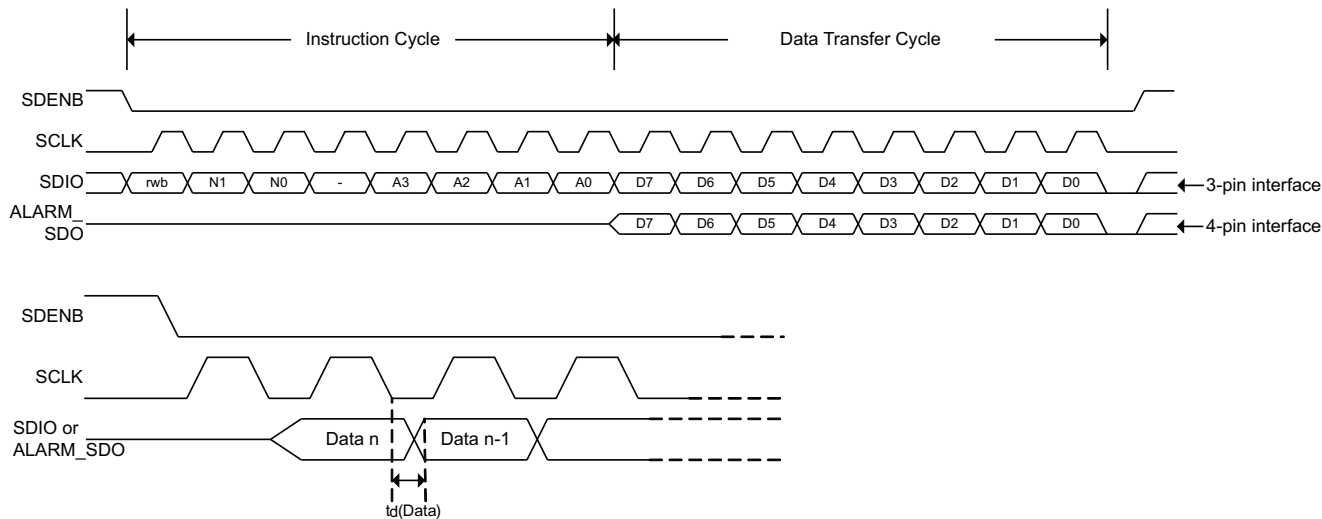 Instruction Cycle Data Transfer Cycle
SDENB
SCLK
SDIO rwb N1 N0 - A3 A2 A1 A0 D7 D6 D5 D4 D3 D2 D1 D0 3-pin interface
ALARM_
SDO D7 D6 D5 D4 D3 D2 D1 D0 4-pin interface
SDENB
SCLK
SDIO or
ALARM_SDO Data n Data n-1
td(Data)